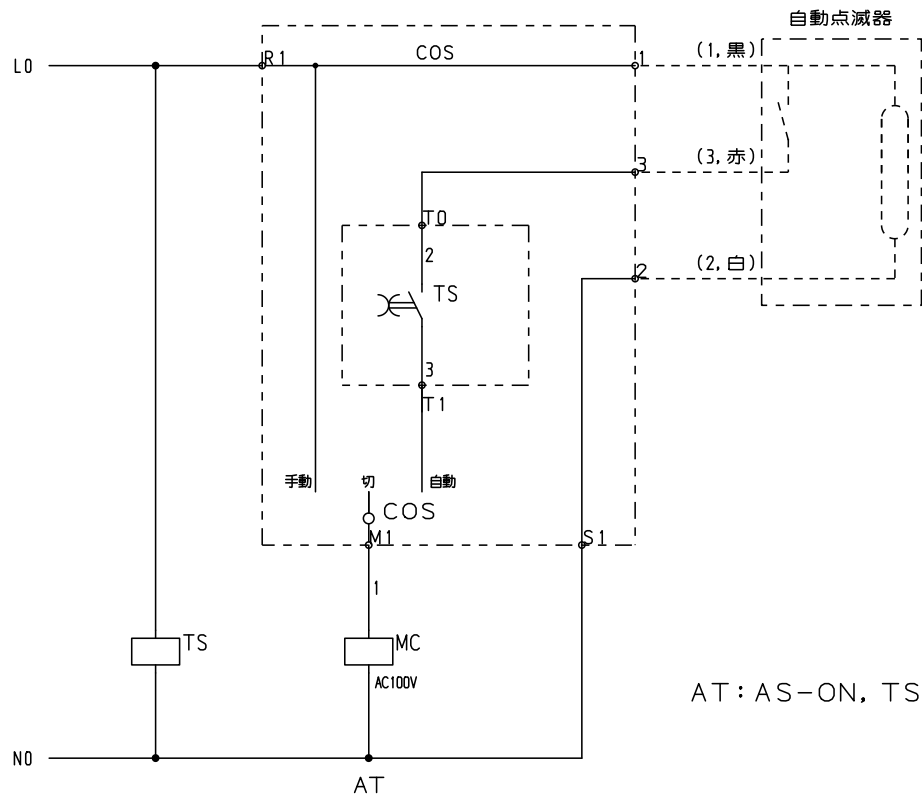 自動点滅器
L0
R1
COS
1
(1,黒)
3
(3,赤)
T0
2
2
(2,白)
TS
3
T1
手動
切
自動
COS
M1
S1
1
TS
MC
AC100V
AT:AS-ON, TS
N0
AT